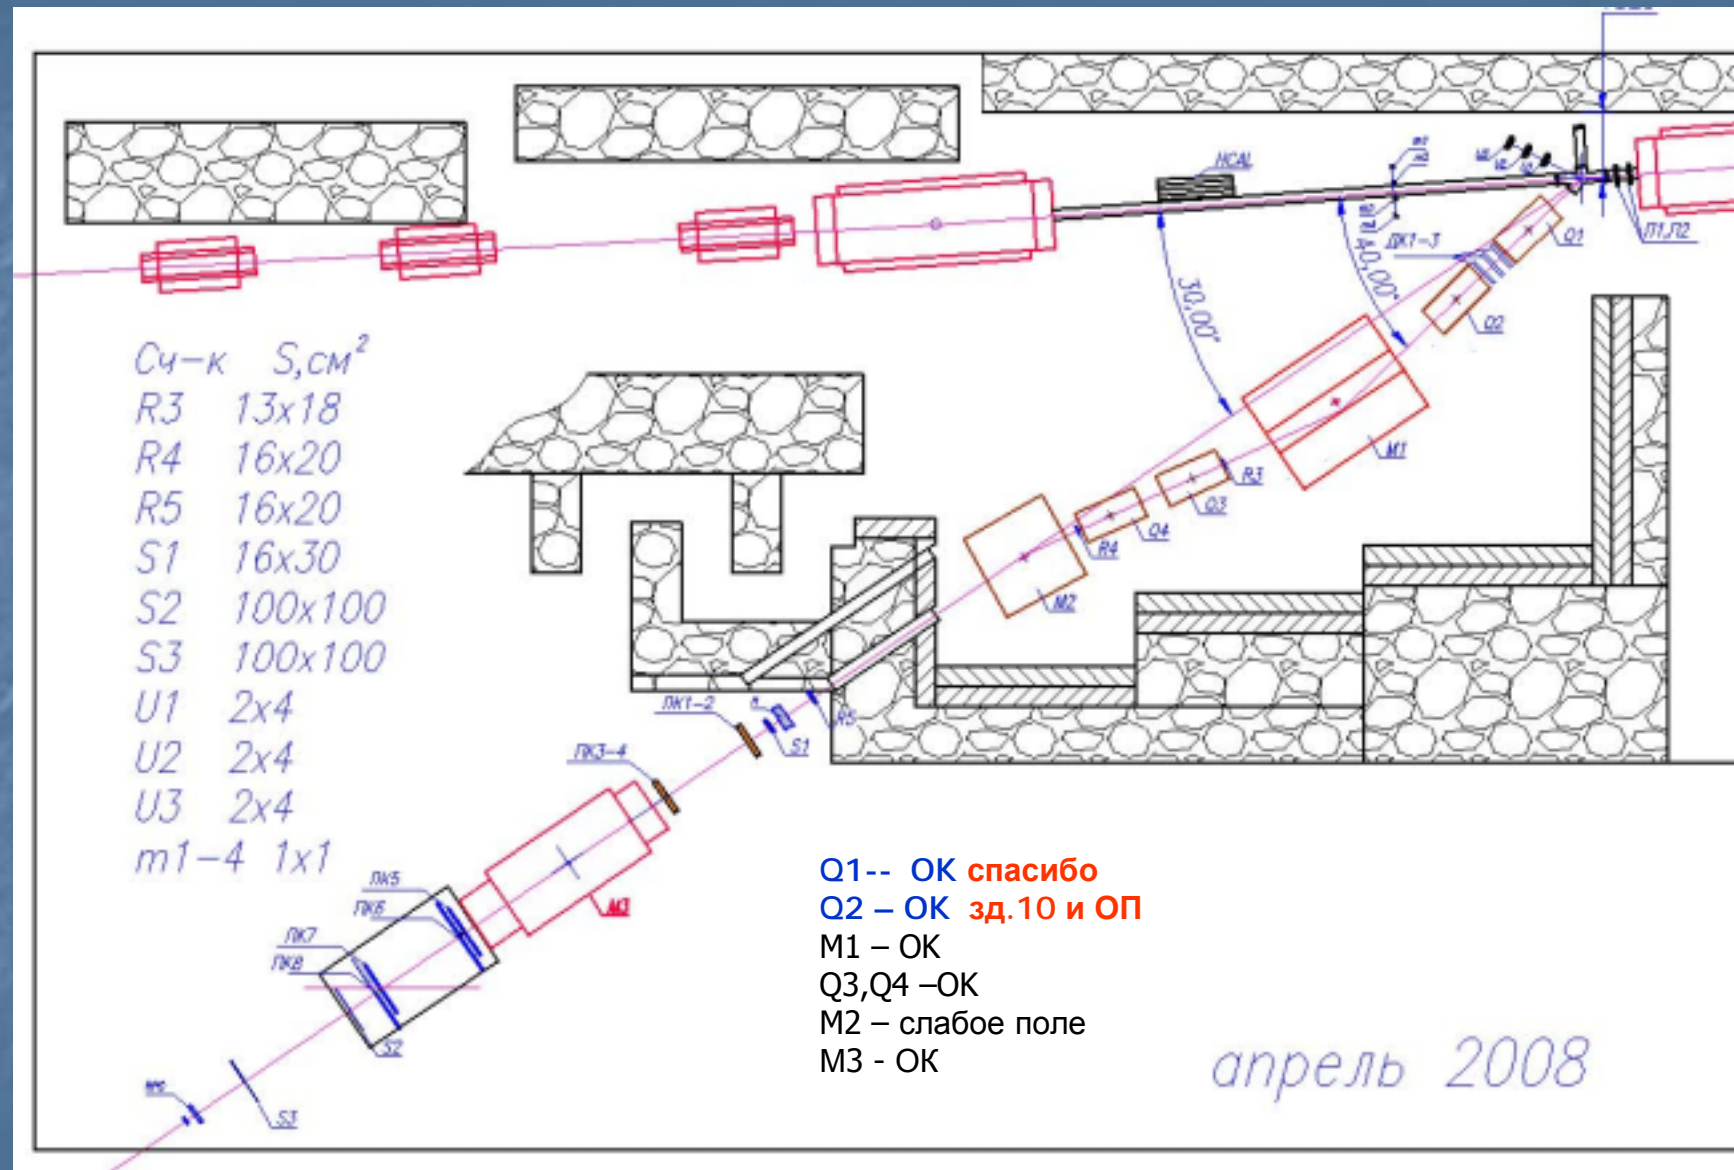 HCAL
ДК1-3
Q1
П1,П2
Q2
30,00°
M1
R3
Q3
Q4
R4
M2
Сч-к S,см²
R3 13x18
R4 16x20
R5 16x20
S1 16x30
S2 100x100
S3 100x100
U1 2x4
U2 2x4
U3 2x4
m1-4 1x1
ПК1-2
R5
S1
ПК3-4
ПК5
ПК6
M3
ПК7
ПК8
S2
S3
Q1-- OK спасибо
Q2 – OK зд.10 и ОП
M1 – OK
Q3,Q4 –OK
M2 – слабое поле
M3 - OK
апрель 2008